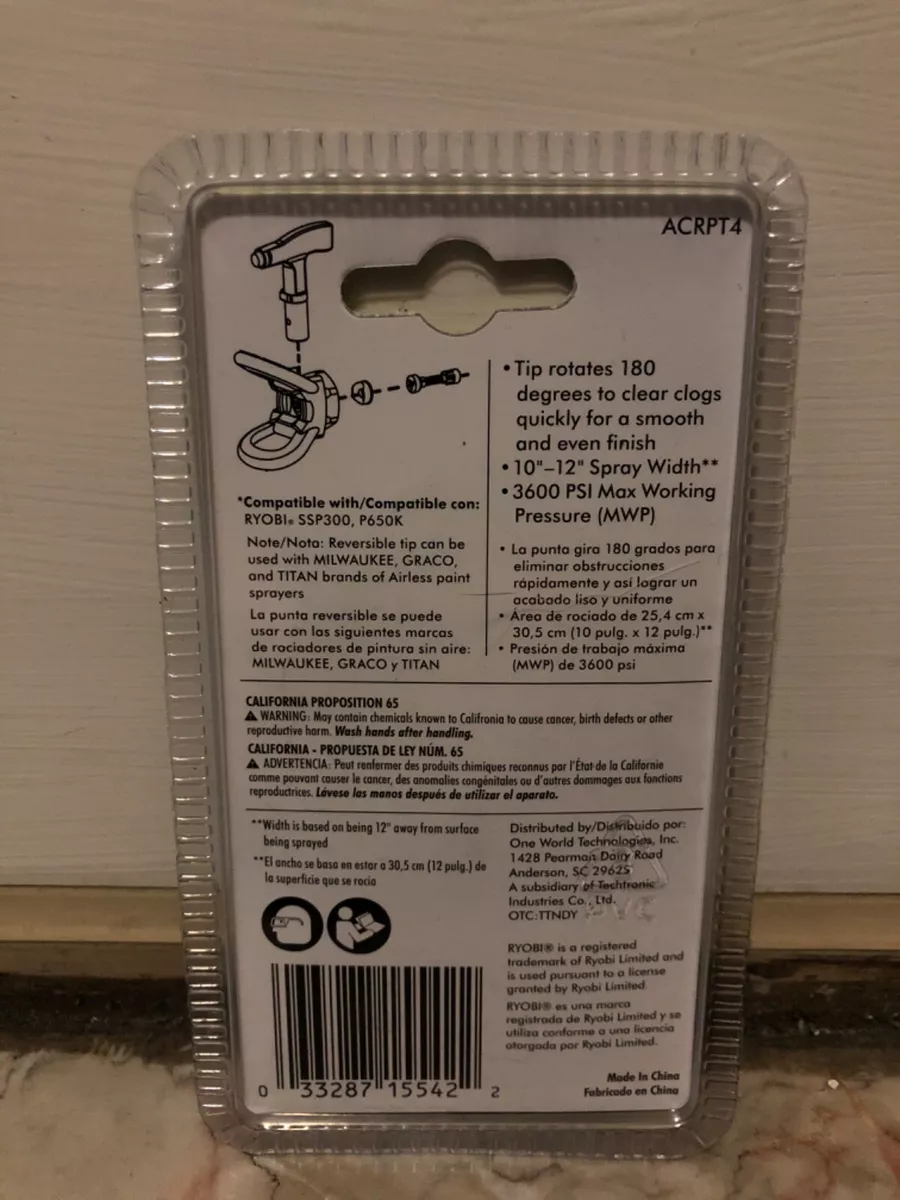 ACRPT4
• Tip rotates 180
degrees to clear clogs
quickly for a smooth
and even finish
• 10"–12" Spray Width**
• 3600 PSI Max Working
Pressure (MWP)
• La punta gira 180 grados para
eliminar obstrucciones
rápidamente y así lograr un
acabado liso y uniforme
• Área de rociado de 25,4 cm x
30,5 cm (10 pulg. x 12 pulg.)**
• Presión de trabajo máxima
(MWP) de 3600 psi
*Compatible with/Compatible con:
RYOBI® SSP300, P650K
Note/Nota: Reversible tip can be
used with MILWAUKEE, GRACO,
and TITAN brands of Airless paint
sprayers
La punta reversible se puede
usar con las siguientes marcas
de rociadores de pintura sin aire:
MILWAUKEE, GRACO y TITAN
CALIFORNIA PROPOSITION 65
⚠ WARNING: May contain chemicals known to Califronia to cause cancer, birth defects or other
reproductive harm. Wash hands after handling.
CALIFORNIA - PROPUESTA DE LEY NÚM. 65
⚠ ADVERTENCIA: Peut renfermer des produits chimiques reconnus par l'État de la Californie
comme pouvant causer le cancer, des anomalies congénitales ou d'autres dommages aux fonctions
reproductrices. Lávese las manos después de utilizar el aparato.
**Width is based on being 12" away from surface
being sprayed
**El ancho se basa en estar a 30,5 cm (12 pulg.) de
la superficie que se rocia
Distributed by/Distribuido por:
One World Technologies, Inc.
1428 Pearman Dairy Road
Anderson, SC 29625
A subsidiary of Techtronic
Industries Co., Ltd.
OTC:TTNDY
PVC
RYOBI® is a registered
trademark of Ryobi Limited and
is used pursuant to a license
granted by Ryobi Limited
RYOBI® es una marca
registrada de Ryobi Limited y se
utiliza conforme a una licencia
otorgada por Ryobi Limited.
Made In China
Fabricado en China
0 33287 15542 2